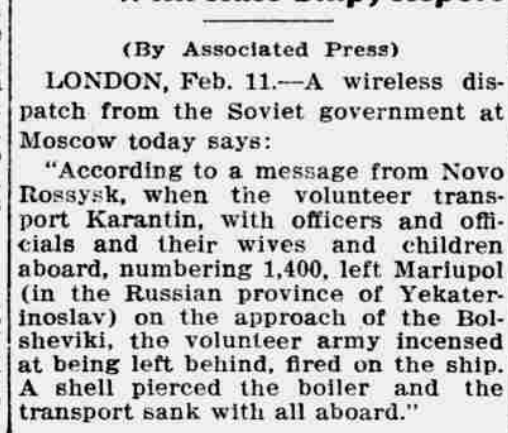 (By Associated Press)
LONDON, Feb. 11.—A wireless dis-
patch from the Soviet government at
Moscow today says:
"According to a message from Novo
Rossysk, when the volunteer trans-
port Karantin, with officers and offi-
cials and their wives and children
aboard, numbering 1,400, left Mariupol
(in the Russian province of Yekater-
inoslav) on the approach of the Bol-
sheviki, the volunteer army incensed
at being left behind, fired on the ship.
A shell pierced the boiler and the
transport sank with all aboard."